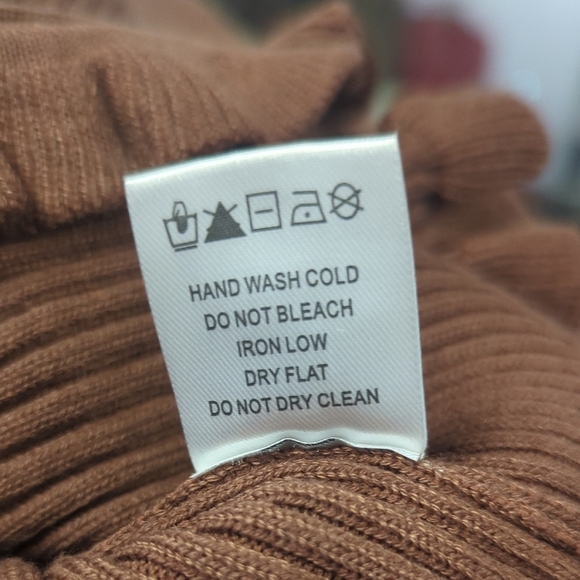 HAND WASH COLD
DO NOT BLEACH
IRON LOW
DRY FLAT
DO NOT DRY CLEAN